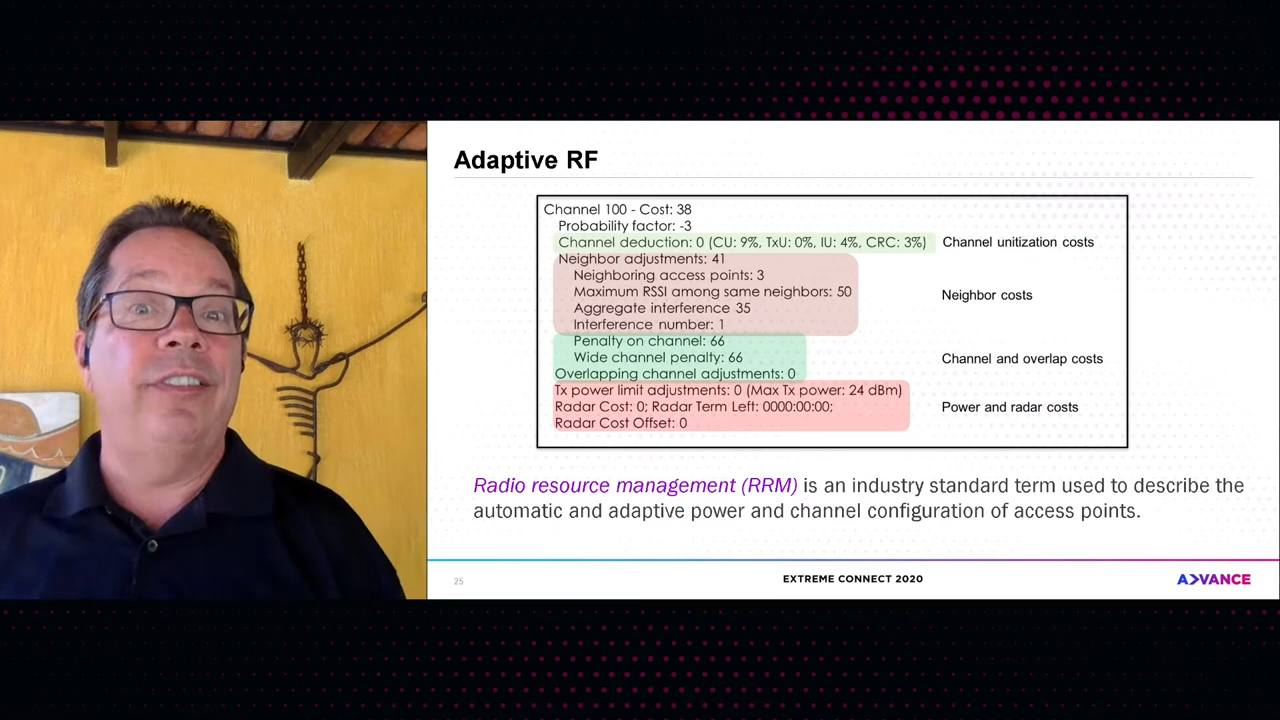 Adaptive RF
Channel 100 - Cost: 38
Probability factor: -3
Channel deduction: 0 (CU: 9%, TxU: 0%, IU: 4%, CRC: 3%)
Channel unitization costs
Neighbor adjustments: 41
Neighboring access points: 3
Maximum RSSI among same neighbors: 50
Neighbor costs
Aggregate interference 35
Interference number: 1
Penalty on channel: 66
Wide channel penalty: 66
Channel and overlap costs
Overlapping channel adjustments: 0
Tx power limit adjustments: 0 (Max Tx power: 24 dBm)
Radar Cost: 0; Radar Term Left: 0000:00:00;
Power and radar costs
Radar Cost Offset: 0
Radio resource management (RRM) is an industry standard term used to describe the
automatic and adaptive power and channel configuration of access points.
25
EXTREME CONNECT 2020
ADVANCE